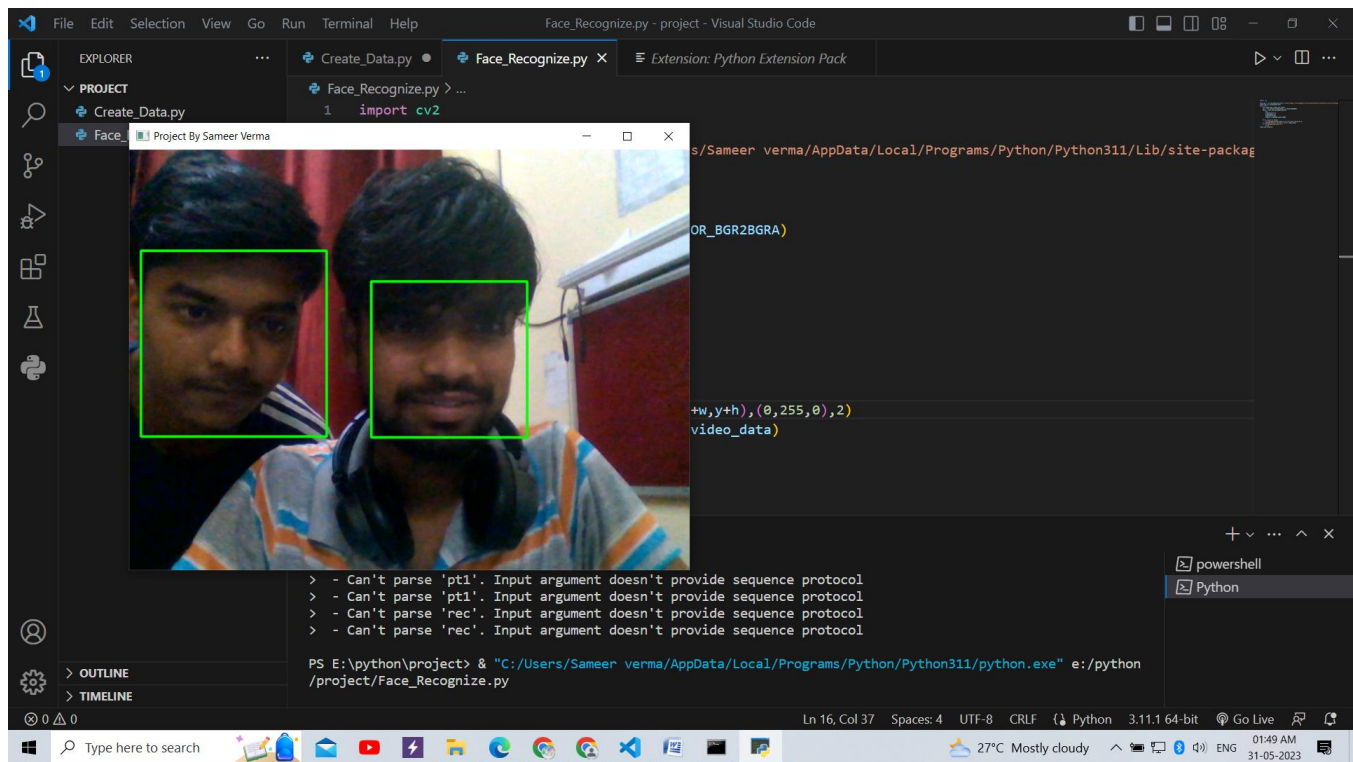 File Edit Selection View Go Run Terminal Help
Face_Recognize.py - project - Visual Studio Code
EXPLORER
Create_Data.py
Face_Recognize.py
Extension: Python Extension Pack
PROJECT
Create_Data.py
Face_
Face_Recognize.py > ...
1 import cv2
Project By Sameer Verma
s/Sameer verma/AppData/Local/Programs/Python/Python311/Lib/site-packag
OR_BGR2BGRA)
+w,y+h),(0,255,0),2)
video_data)
> - Can't parse 'pt1'. Input argument doesn't provide sequence protocol
> - Can't parse 'pt1'. Input argument doesn't provide sequence protocol
> - Can't parse 'rec'. Input argument doesn't provide sequence protocol
> - Can't parse 'rec'. Input argument doesn't provide sequence protocol
PS E:\python\project> & "C:/Users/Sameer verma/AppData/Local/Programs/Python/Python311/python.exe" e:/python
/project/Face_Recognize.py
powershell
Python
1
> OUTLINE
> TIMELINE
0 0
Ln 16, Col 37 Spaces: 4 UTF-8 CRLF Python 3.11.1 64-bit Go Live
Type here to search
27°C Mostly cloudy
ENG
01:49 AM
31-05-2023